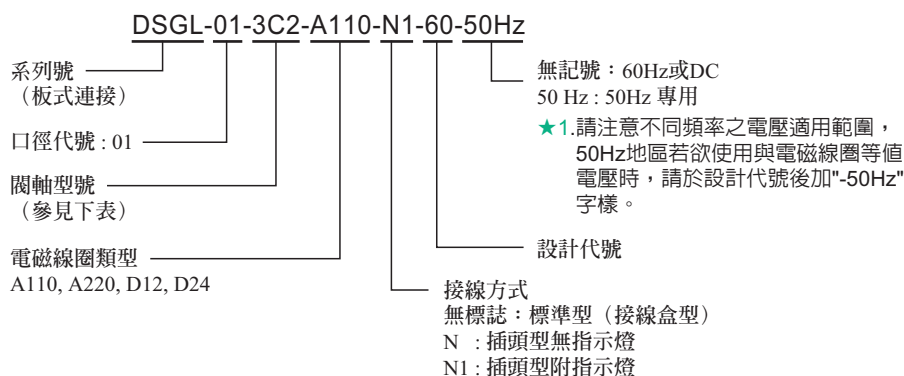 DSGL-01-3C2-A110-N1-60-50Hz
系列號
（板式連接）
口徑代號 : 01
閥軸型號
（參見下表）
電磁線圈類型
A110, A220, D12, D24
無記號：60Hz或DC
50 Hz : 50Hz 專用
★1.請注意不同頻率之電壓適用範圍，
50Hz地區若欲使用與電磁線圈等值
電壓時，請於設計代號後加"-50Hz"
字樣。
設計代號
接線方式
無標誌：標準型（接線盒型）
N : 插頭型無指示燈
N1 : 插頭型附指示燈